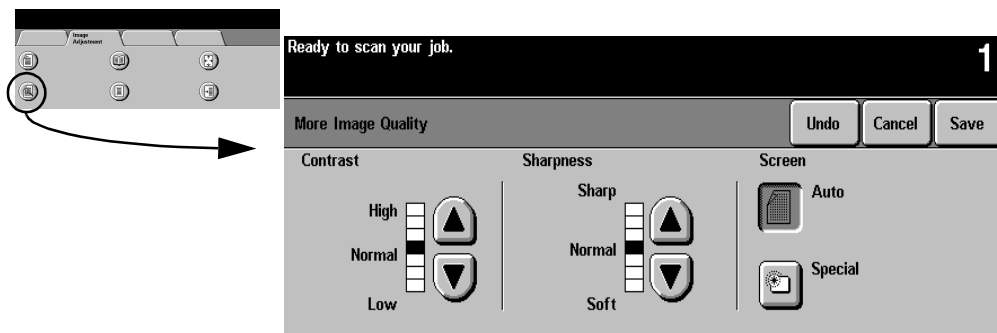 Image
Adjustment
Ready to scan your job.
1
More Image Quality
Undo
Cancel
Save
Contrast
High
Normal
Low
Sharpness
Sharp
Normal
Soft
Screen
Auto
Special